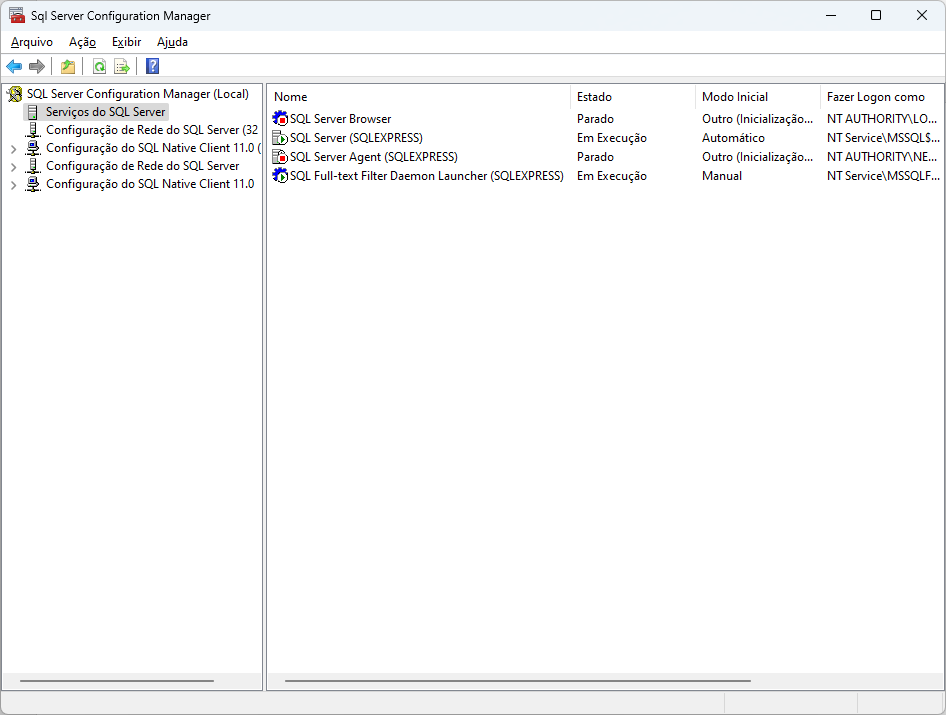 Sql Server Configuration Manager
Arquivo Ação Exibir Ajuda
SQL Server Configuration Manager (Local)
Serviços do SQL Server
Configuração de Rede do SQL Server (32
Configuração do SQL Native Client 11.0 (
Configuração de Rede do SQL Server
Configuração do SQL Native Client 11.0
Nome Estado Modo Inicial Fazer Logon como
SQL Server Browser Parado Outro (Inicialização... NT AUTHORITY\LO...
SQL Server (SQLEXPRESS) Em Execução Automático NT Service\MSSQL$...
SQL Server Agent (SQLEXPRESS) Parado Outro (Inicialização... NT AUTHORITY\NE...
SQL Full-text Filter Daemon Launcher (SQLEXPRESS) Em Execução Manual NT Service\MSSQLF...